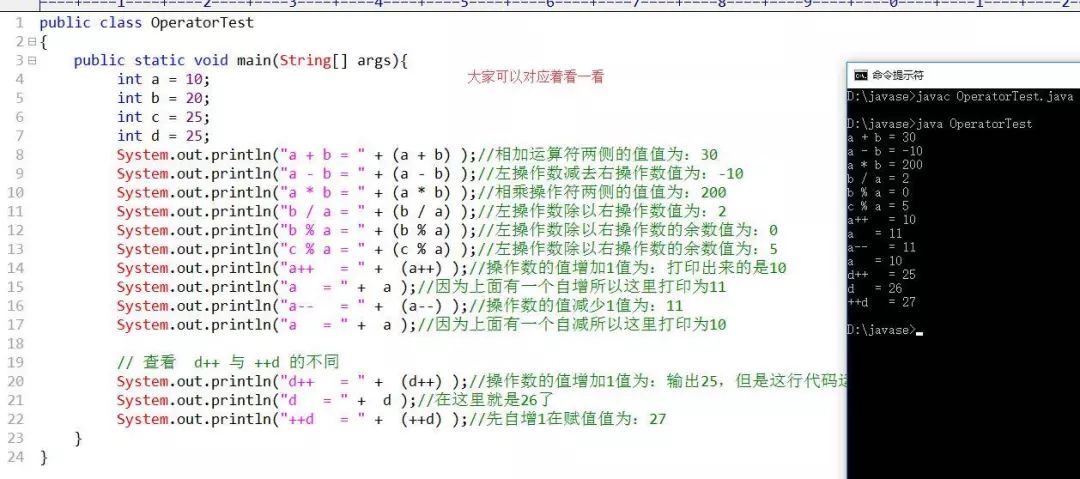 ----+----1----+----2----+----3----+----4----+----5----+----6----+----7----+----8----+----9----+----0----+----1----+----2
1 public class OperatorTest
2 {
3 public static void main(String[] args){
大家可以对应着看一看
4 int a = 10;
5 int b = 20;
6 int c = 25;
7 int d = 25;
8 System.out.println("a + b = " + (a + b) );//相加运算符两侧的值值为：30
9 System.out.println("a - b = " + (a - b) );//左操作数减去右操作数值为：-10
10 System.out.println("a * b = " + (a * b) );//相乘操作符两侧的值值为：200
11 System.out.println("b / a = " + (b / a) );//左操作数除以右操作数值为：2
12 System.out.println("b % a = " + (b % a) );//左操作数除以右操作数的余数值为：0
13 System.out.println("c % a = " + (c % a) );//左操作数除以右操作数的余数值为：5
14 System.out.println("a++   = " +  (a++) );//操作数的值增加1值为：打印出来的是10
15 System.out.println("a   = " +  a );//因为上面有一个自增所以这里打印为11
16 System.out.println("a--   = " +  (a--) );//操作数的值减少1值为：11
17 System.out.println("a   = " +  a );//因为上面有一个自减所以这里打印为10
18
19 // 查看  d++ 与 ++d 的不同
20 System.out.println("d++   = " +  (d++) );//操作数的值增加1值为：输出25，但是这行代码
21 System.out.println("d   = " +  d );//在这里就是26了
22 System.out.println("++d   = " +  (++d) );//先自增1在赋值值为：27
23 }
24 }
命令提示符
D:\javase>javac OperatorTest.java
D:\javase>java OperatorTest
a + b = 30
a - b = -10
a * b = 200
b / a = 2
b % a = 0
c % a = 5
a++   = 10
a   = 11
a--   = 11
a   = 10
d++   = 25
d   = 26
++d   = 27
D:\javase>